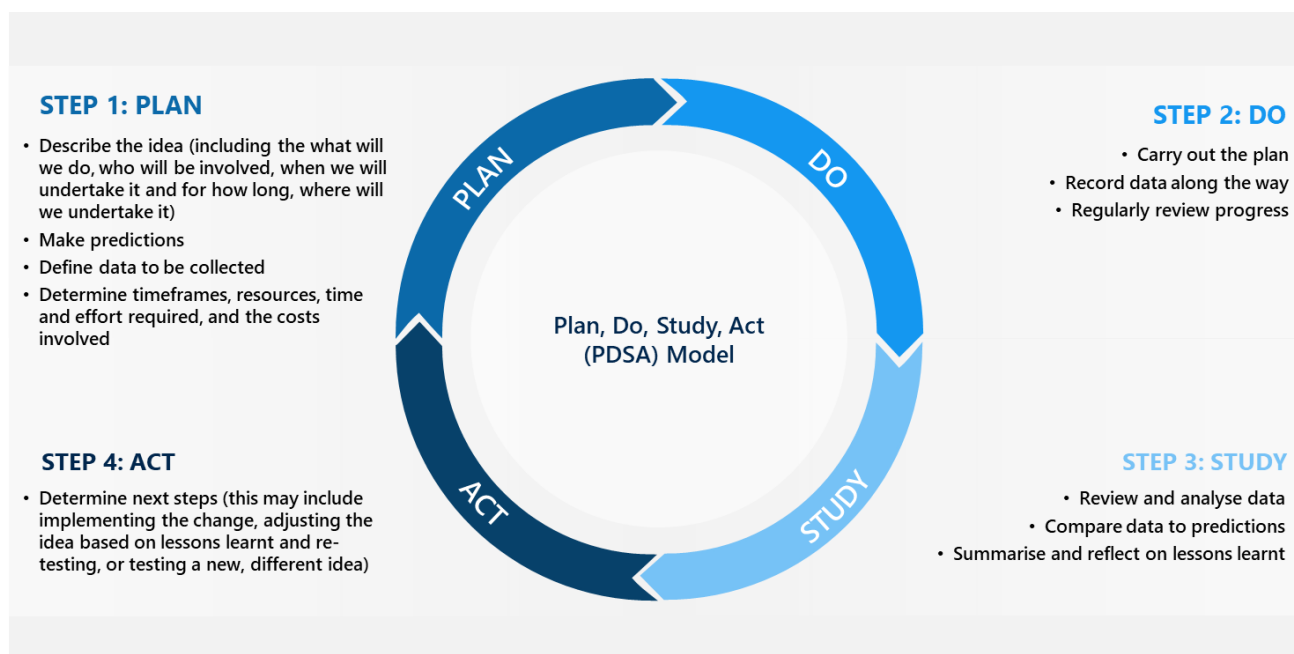 STEP 1: PLAN
• Describe the idea (including the what will
we do, who will be involved, when we will
undertake it and for how long, where will
we undertake it)
• Make predictions
• Define data to be collected
• Determine timeframes, resources, time
and effort required, and the costs
involved
PLAN
DO
STEP 2: DO
• Carry out the plan
• Record data along the way
• Regularly review progress
Plan, Do, Study, Act
(PDSA) Model
STEP 4: ACT
• Determine next steps (this may include
implementing the change, adjusting the
idea based on lessons learnt and re-
testing, or testing a new, different idea)
ACT
STUDY
STEP 3: STUDY
• Review and analyse data
• Compare data to predictions
• Summarise and reflect on lessons learnt